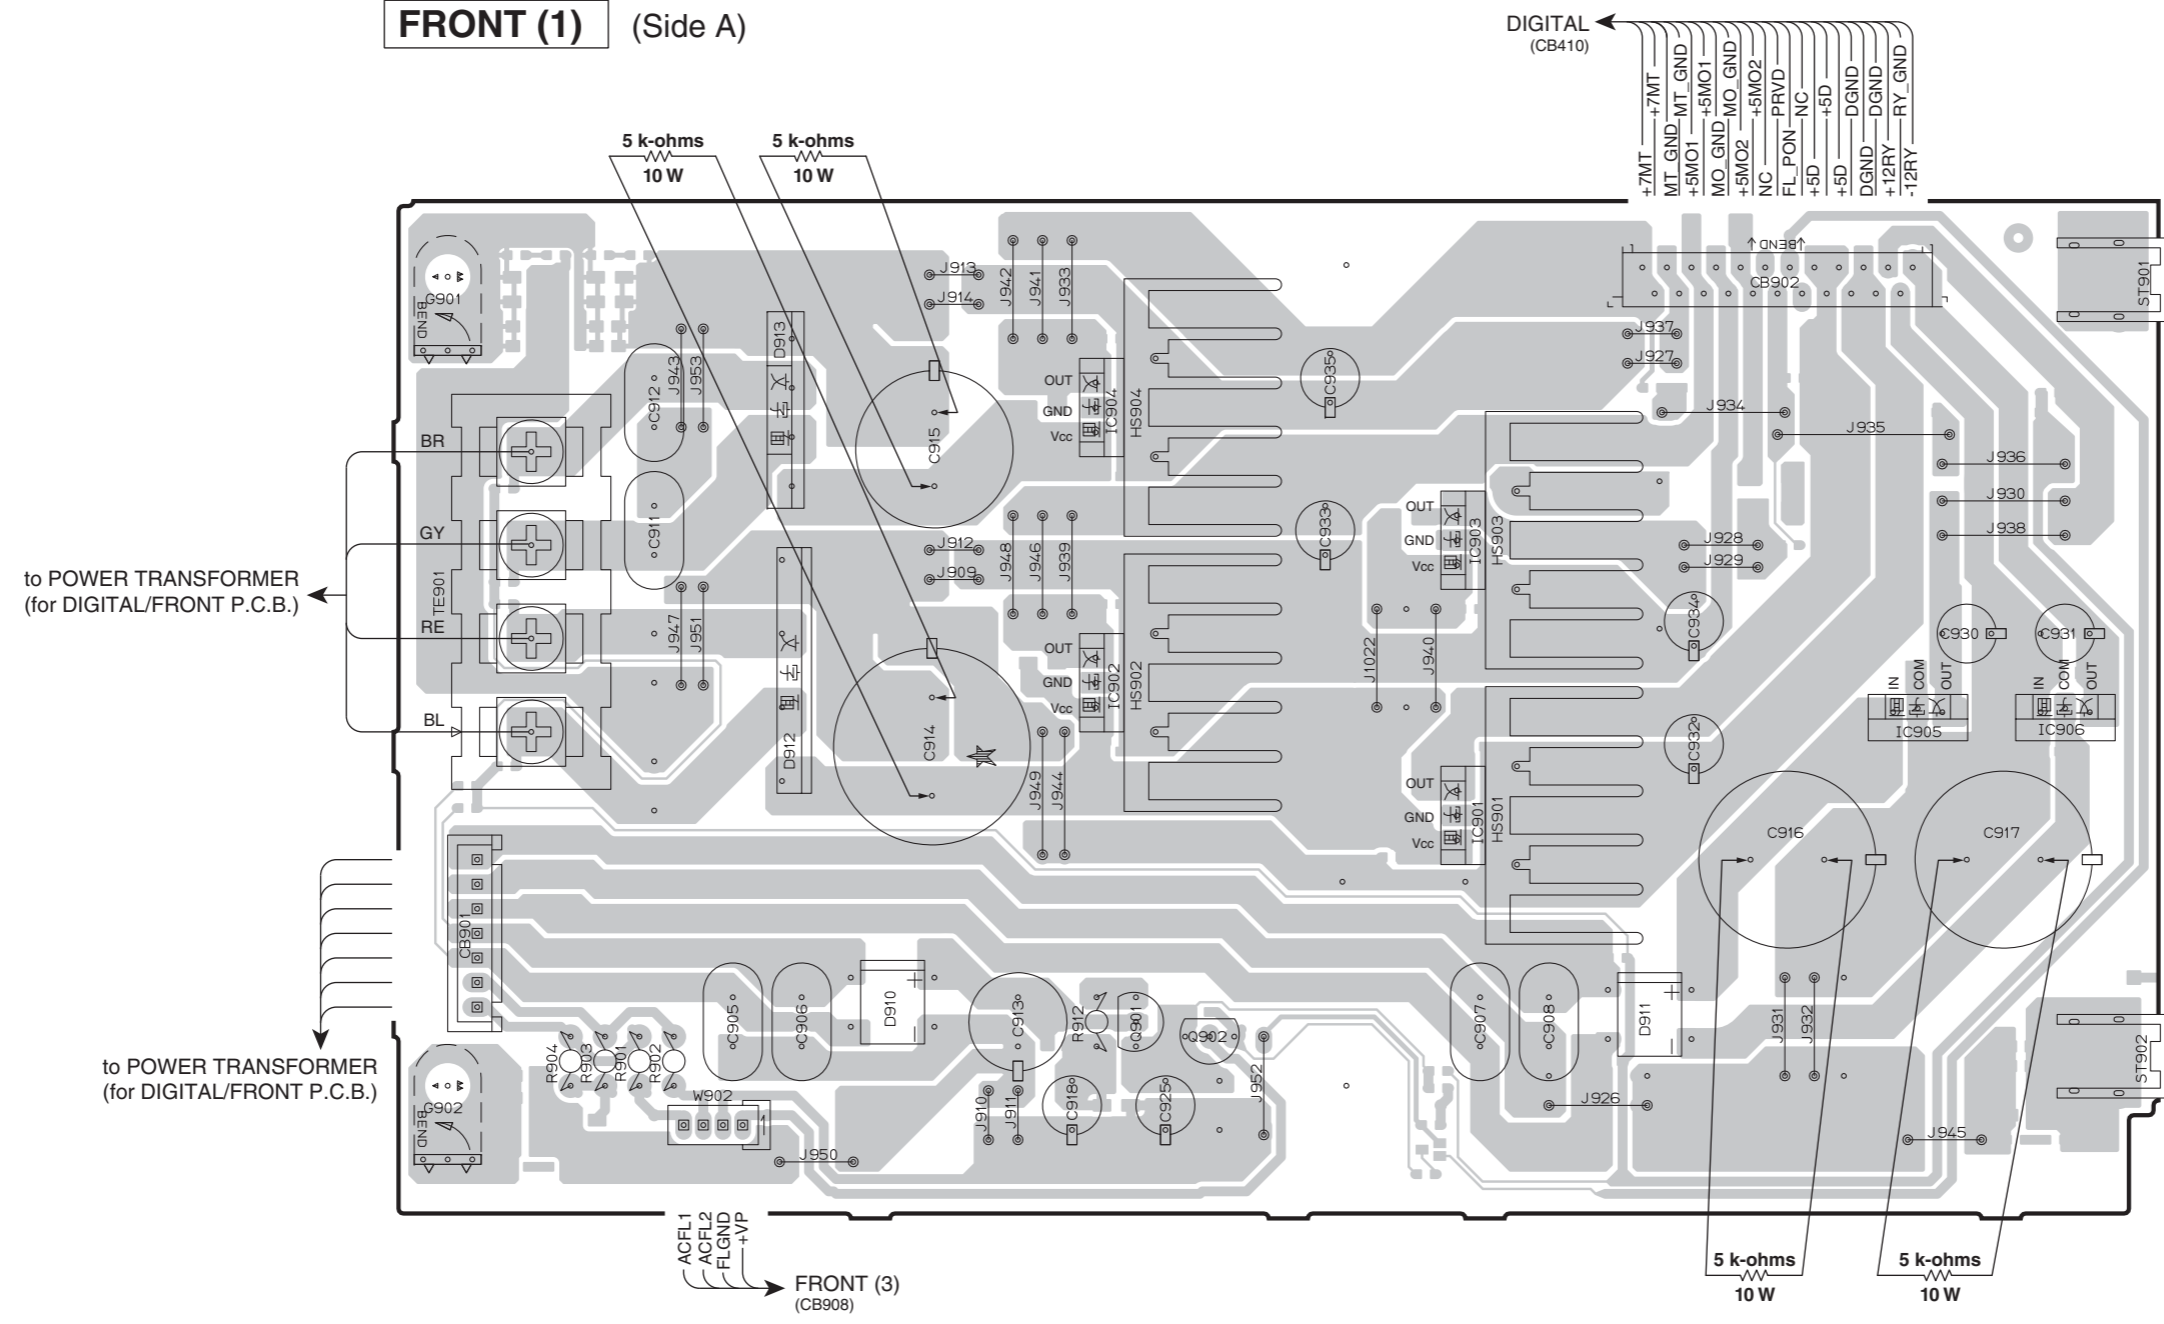 FRONT (1) (Side A)
DIGITAL
(CB410)
+7MT
+7MT
MT_GND
MT_GND
+5MO1
+5MO1
MO_GND
MO_GND
+5MO2
+5MO2
NC
PRVD
FL_PON
NC
+5D
+5D
+5D
DGND
DGND
DGND
+12RY
RY_GND
-12RY
5 k-ohms
10 W
5 k-ohms
10 W
G901
BEND
J913
J914
J942
J941
J933
BEND
CB902
ST901
J943
J953
C912
D913
C915
OUT
GND
Vcc
IC904
HS904
C935
J937
J927
J934
J935
J936
J930
J938
BR
GY
RE
BL
TE901
to POWER TRANSFORMER
(for DIGITAL/FRONT P.C.B.)
C911
J912
J909
J948
J946
J939
C933
OUT
GND
Vcc
IC903
HS903
J928
J929
J947
J951
D912
C914
OUT
GND
Vcc
IC902
HS902
J1022
J940
C934
C930
C931
IN
COM
OUT
IC905
IN
COM
OUT
IC906
J949
J944
C932
OUT
GND
Vcc
IC901
HS901
C916
C917
CB901
to POWER TRANSFORMER
(for DIGITAL/FRONT P.C.B.)
R904
R903
R901
R902
C905
C906
D910
C913
R912
Q901
Q902
C907
C908
D911
J931
J932
ST902
G902
BEND
W902
1
J910
J911
C918
C925
J952
J926
J945
J950
ACFL1
ACFL2
FLGND
+VP
FRONT (3)
(CB908)
5 k-ohms
10 W
5 k-ohms
10 W